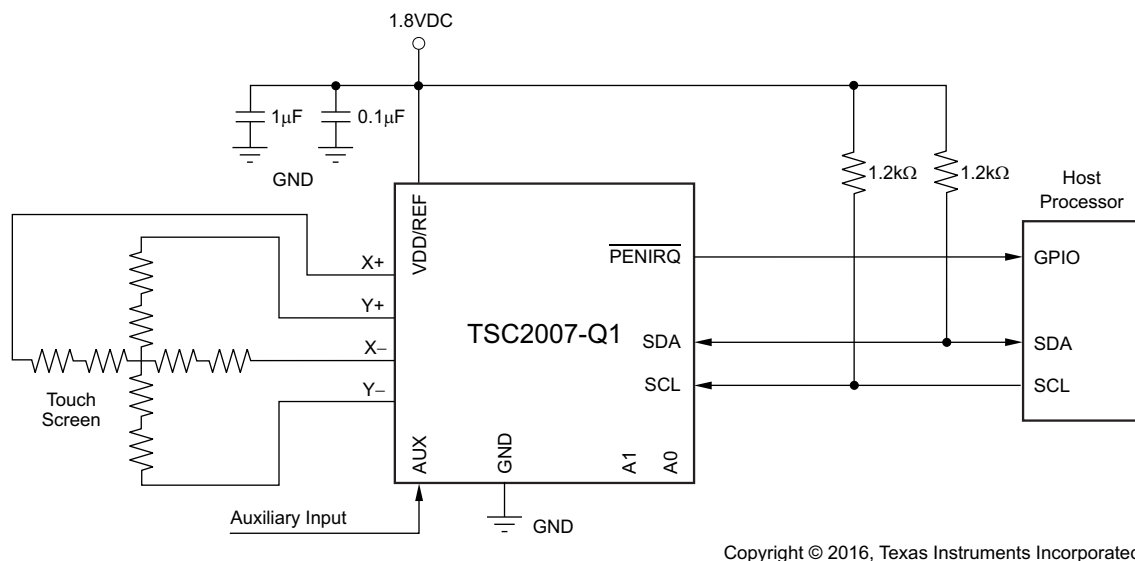 1.8VDC
1μF
0.1μF
GND
1.2kΩ
1.2kΩ
Host
Processor
VDD/REF
PENIRQ
GPIO
X+
Y+
TSC2007-Q1
X–
SDA
SDA
Y–
SCL
SCL
Touch
Screen
AUX
GND
A1
A0
Auxiliary Input
GND
Copyright © 2016, Texas Instruments Incorporated